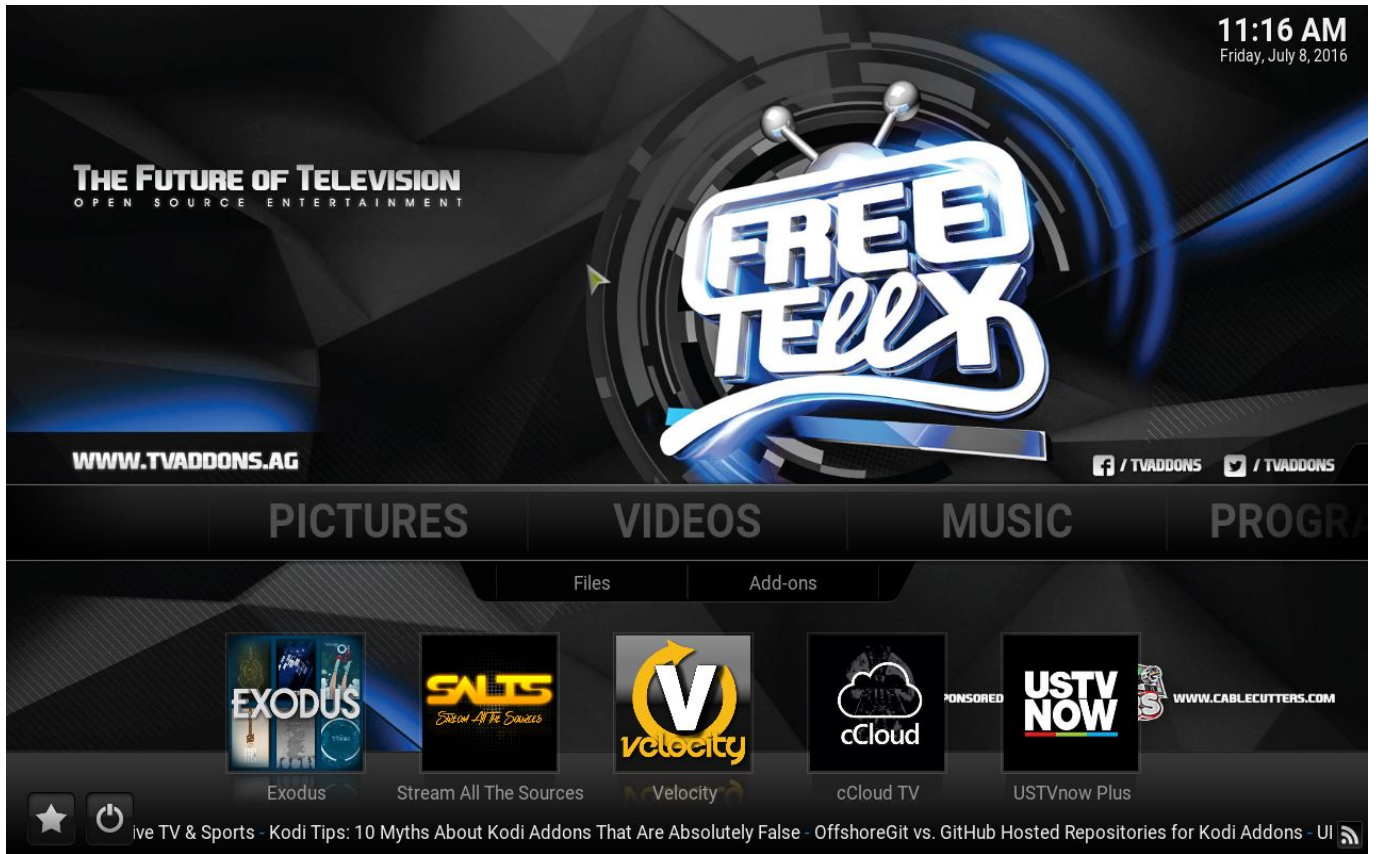 11:16 AM
Friday, July 8, 2016
THE FUTURE OF TELEVISION
OPEN SOURCE ENTERTAINMENT
FREE
TELLX
WWW.TVADDONS.AG
/ TVADDONS
/ TVADDONS
PICTURES
VIDEOS
MUSIC
PROGRA
Files
Add-ons
EXODUS
SALTS
STREAM ALL THE SOURCES
V
velocity
cCloud
PONSORED
USTV
NOW
WWW.CABLECUTTERS.COM
Exodus
Stream All The Sources
Velocity
cCloud TV
USTVnow Plus
ive TV & Sports - Kodi Tips: 10 Myths About Kodi Addons That Are Absolutely False - OffshoreGit vs. GitHub Hosted Repositories for Kodi Addons - UI